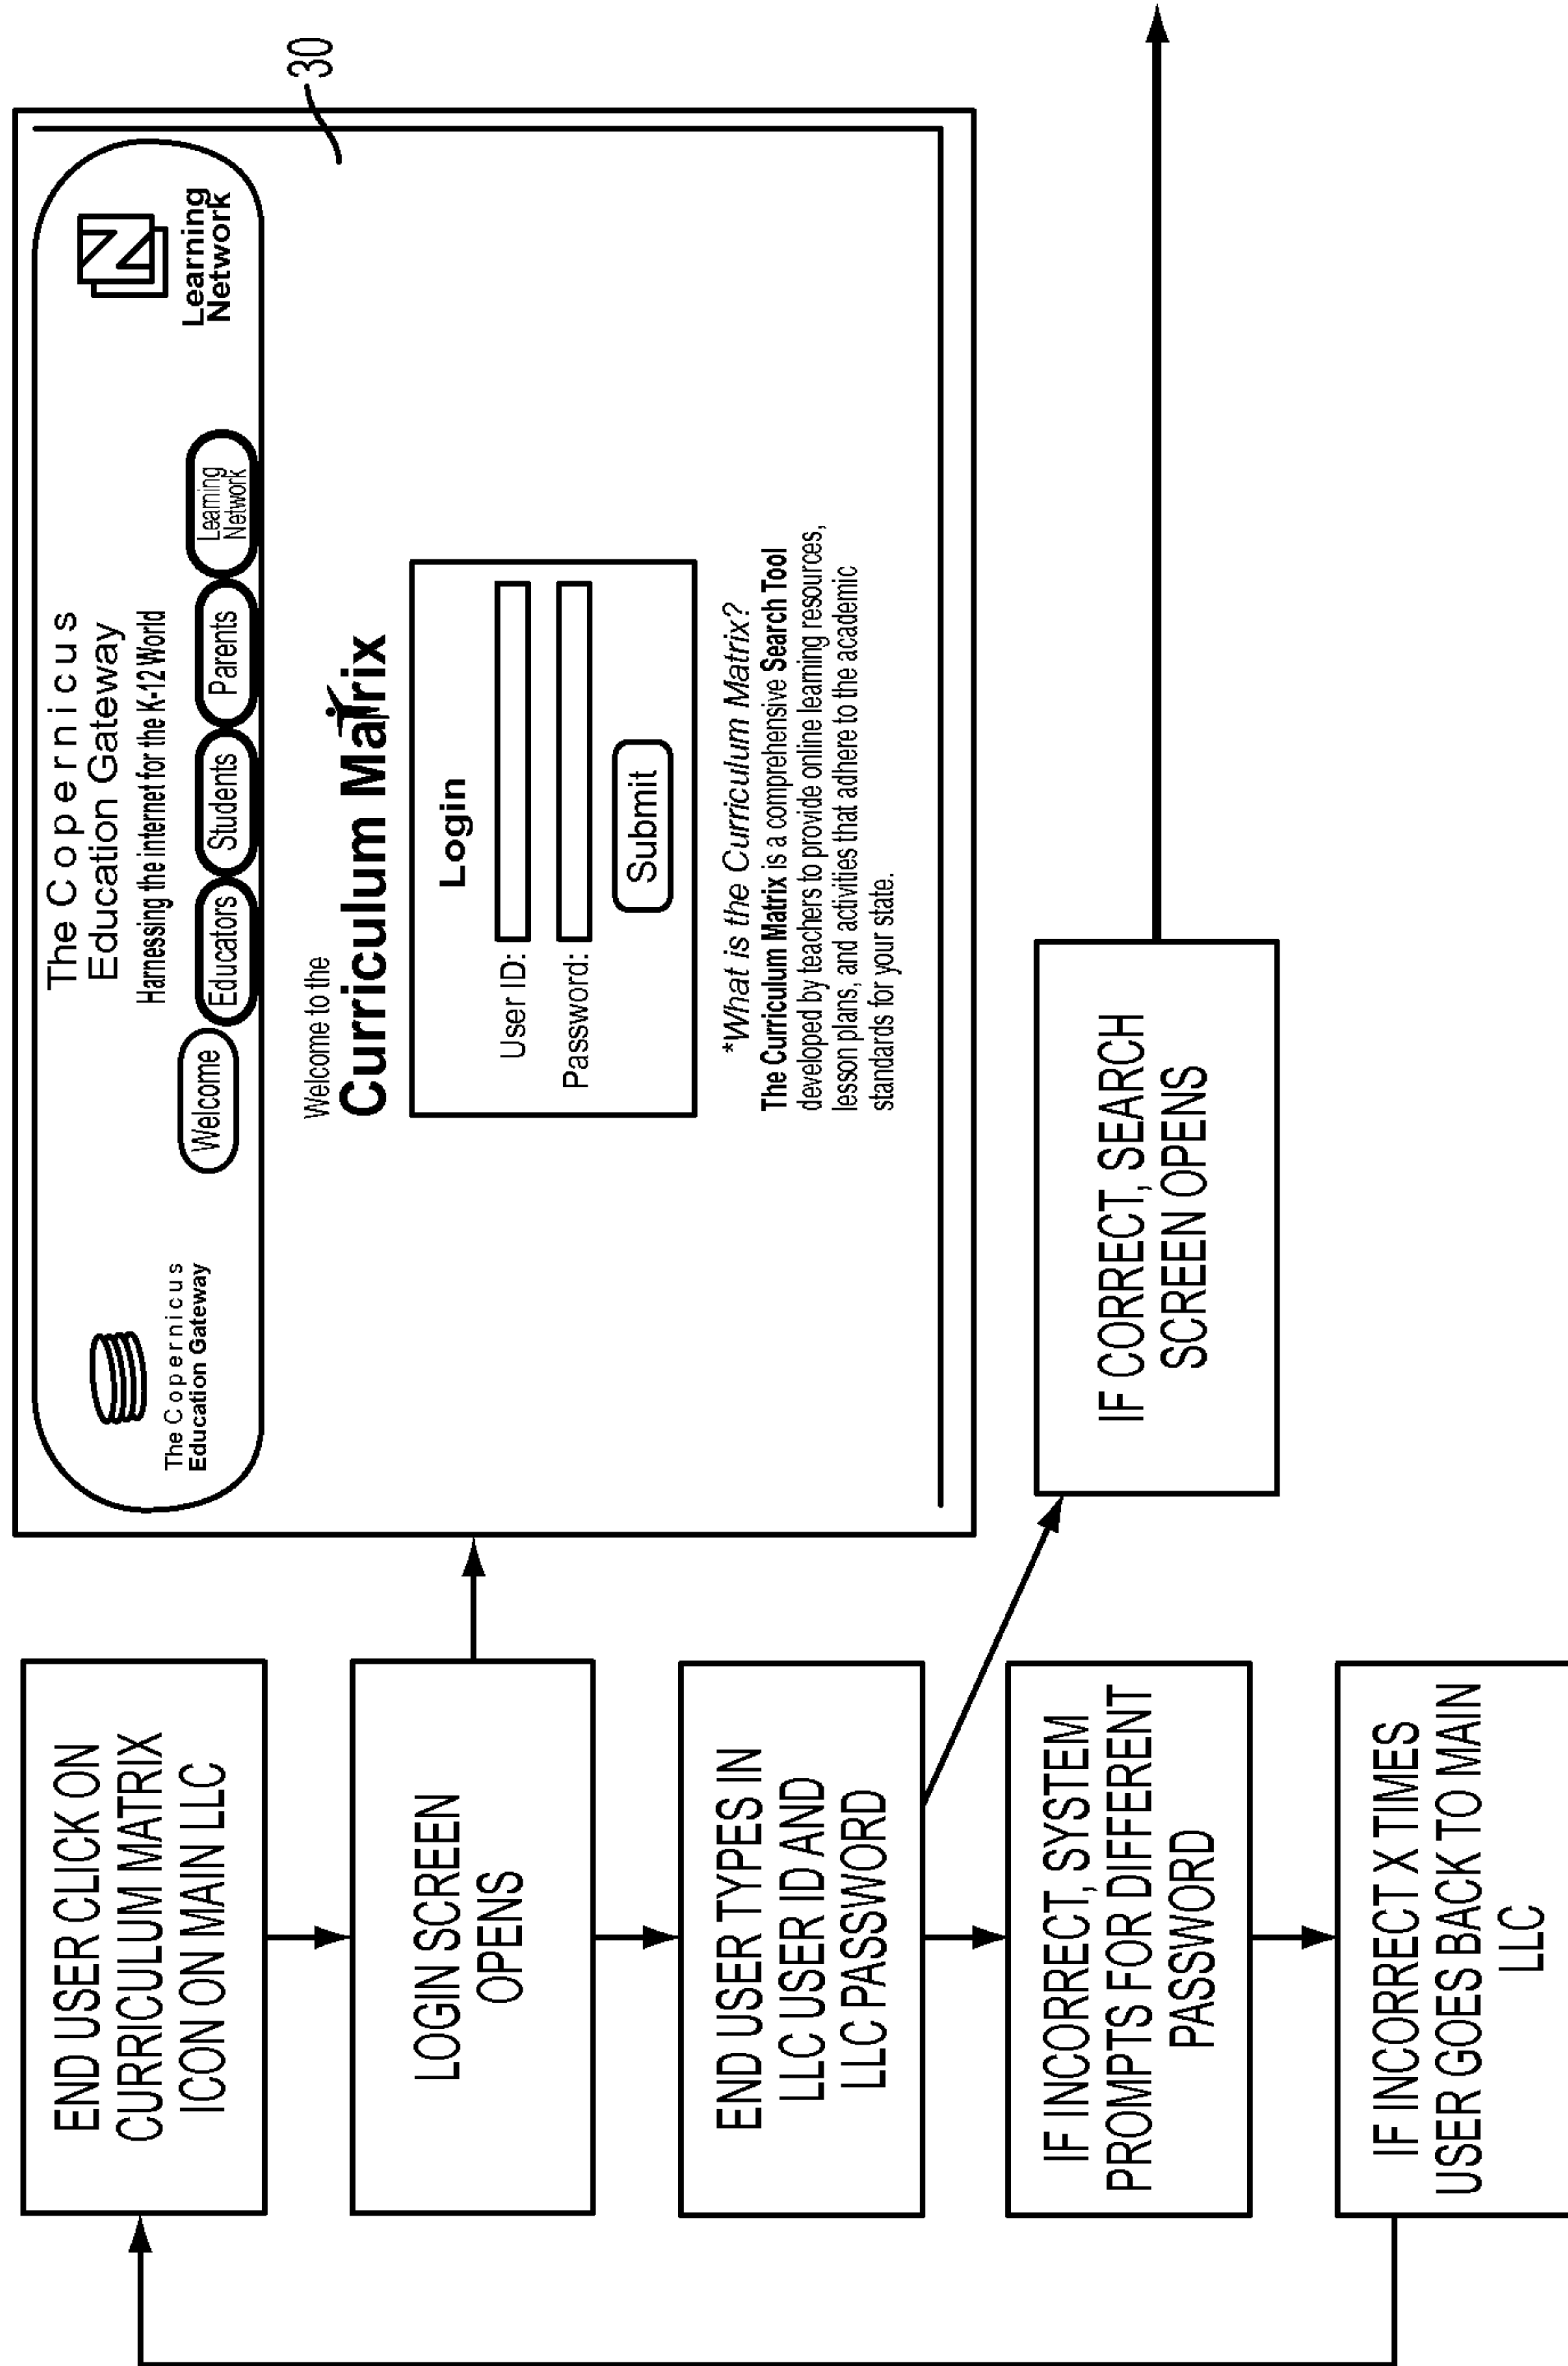 END USER CLICK ON
CURRICULUM MATRIX
ICON ON MAIN LLC
LOGIN SCREEN
OPENS
END USER TYPES IN
LLC USER ID AND
LLC PASSWORD
IF INCORRECT, SYSTEM
PROMPTS FOR DIFFERENT
PASSWORD
IF INCORRECT X TIMES
USER GOES BACK TO MAIN
LLC
The Copernicus
Education Gateway
The Copernicus
Education Gateway
Harnessing the internet for the K-12 World
Welcome
Educators
Students
Parents
Learning
Network
Learning
Network
30
Welcome to the
Curriculum Matrix
Login
User ID:
Password:
Submit
*What is the Curriculum Matrix?
The Curriculum Matrix is a comprehensive Search Tool
developed by teachers to provide online learning resources,
lesson plans, and activities that adhere to the academic
standards for your state.
IF CORRECT, SEARCH
SCREEN OPENS